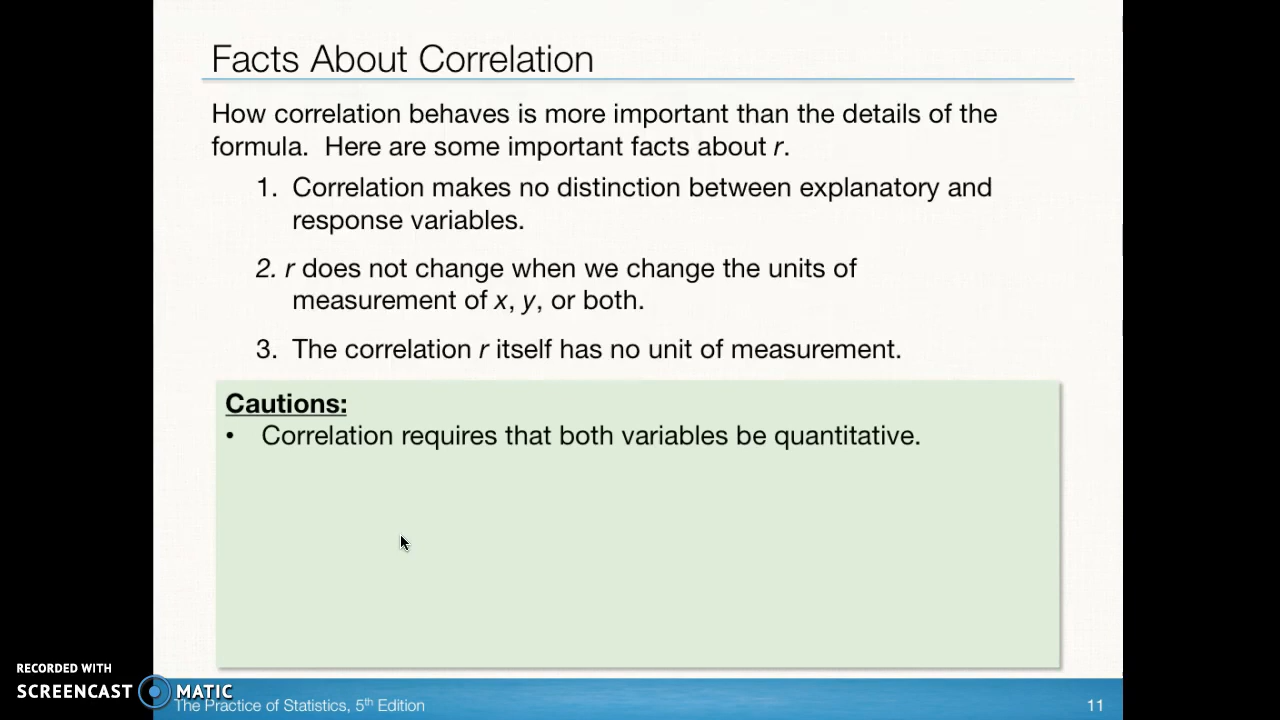 Facts About Correlation
How correlation behaves is more important than the details of the
formula. Here are some important facts about r.
1. Correlation makes no distinction between explanatory and
response variables.
2. r does not change when we change the units of
measurement of x, y, or both.
3. The correlation r itself has no unit of measurement.
Cautions:
• Correlation requires that both variables be quantitative.
RECORDED WITH
SCREENCAST MATIC
The Practice of Statistics, 5th Edition
11